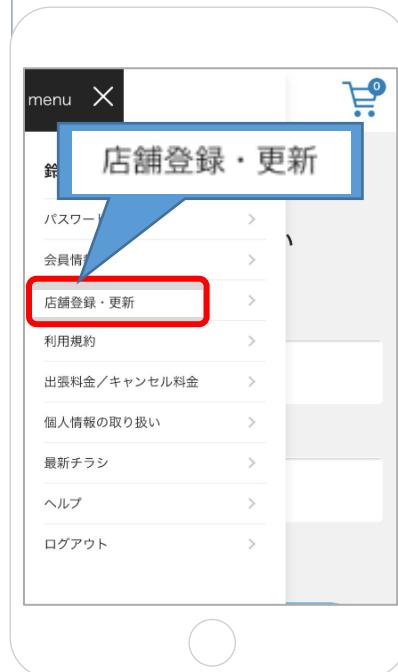 menu
0
店舗登録・更新
鈴
パスワー
会員情
い
店舗登録・更新
利用規約
出張料金／キャンセル料金
個人情報の取り扱い
最新チラシ
ヘルプ
ログアウト